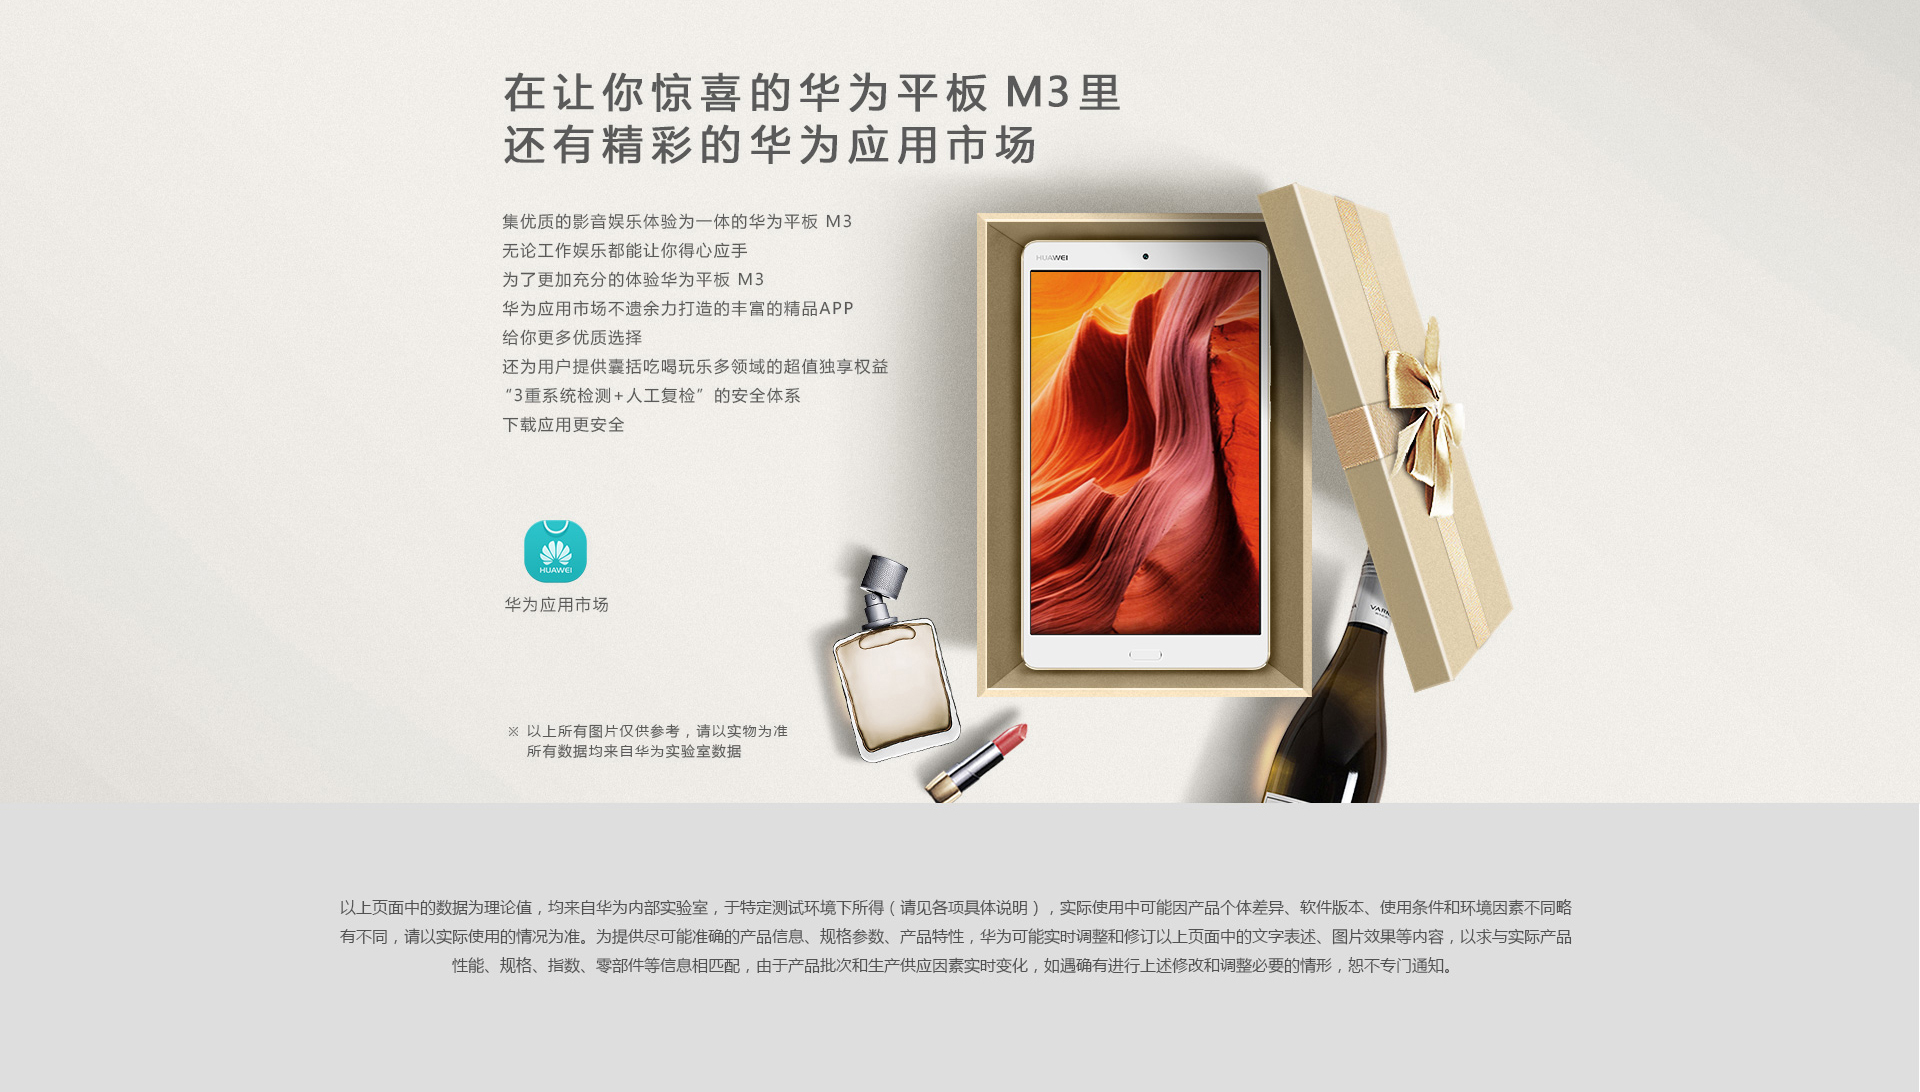 在让你惊喜的华为平板 M3里
还有精彩的华为应用市场
集优质的影音娱乐体验为一体的华为平板 M3
无论工作娱乐都能让你得心应手
为了更加充分的体验华为平板 M3
华为应用市场不遗余力打造的丰富的精品APP
给你更多优质选择
还为用户提供囊括吃喝玩乐多领域的超值独享权益
“3重系统检测+人工复检”的安全体系
下载应用更安全
HUAWEI
HUAWEI
华为应用市场
※ 以上所有图片仅供参考，请以实物为准
所有数据均来自华为实验室数据
以上页面中的数据为理论值，均来自华为内部实验室，于特定测试环境下所得（请见各项具体说明），实际使用中可能因产品个体差异、软件版本、使用条件和环境因素不同略
有不同，请以实际使用的情况为准。为提供尽可能准确的产品信息、规格参数、产品特性，华为可能实时调整和修订以上页面中的文字表述、图片效果等内容，以求与实际产品
性能、规格、指数、零部件等信息相匹配，由于产品批次和生产供应因素实时变化，如遇确有进行上述修改和调整必要的情形，恕不专门通知。